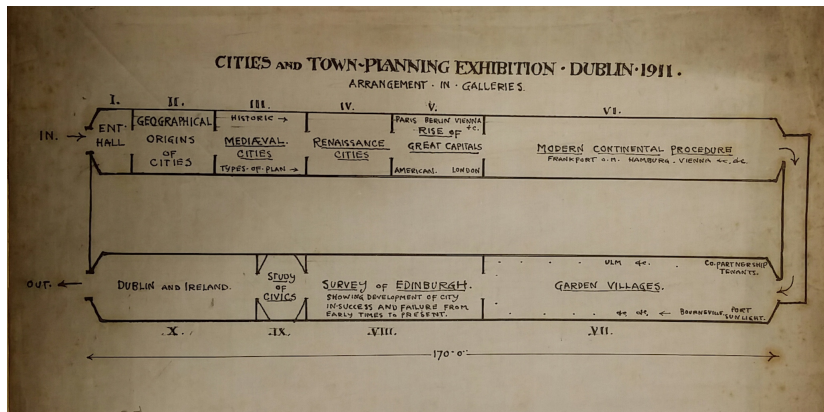 CITIES AND TOWN-PLANNING EXHIBITION · DUBLIN · 1911 .
ARRANGEMENT · IN · GALLERIES.
I.
II.
III.
IV.
V.
VI.
IN. →
ENT.
HALL
GEOGRAPHICAL
ORIGINS
OF
CITIES
HISTORIC →
MEDIÆVAL.
CITIES
TYPES-OF-PLAN →
RENAISSANCE
CITIES
PARIS BERLIN VIENNA
&c.
RISE OF
GREAT CAPITALS
AMERICAN. LONDON
MODERN CONTINENTAL PROCEDURE
FRANKFORT a.M. HAMBURG. VIENNA &c. &c.
OUT. ←
DUBLIN AND IRELAND.
STUDY
OF
CIVICS
SURVEY OF EDINBURGH.
SHOWING DEVELOPMENT OF CITY
IN SUCCESS AND FAILURE FROM
EARLY TIMES TO PRESENT.
ULM &c.
CO-PARTNERSHIP
TENANTS.
GARDEN VILLAGES.
&c. &c. ← BOURNEVILLE. PORT
SUNLIGHT.
X.
IX.
VIII.
VII.
170·0·